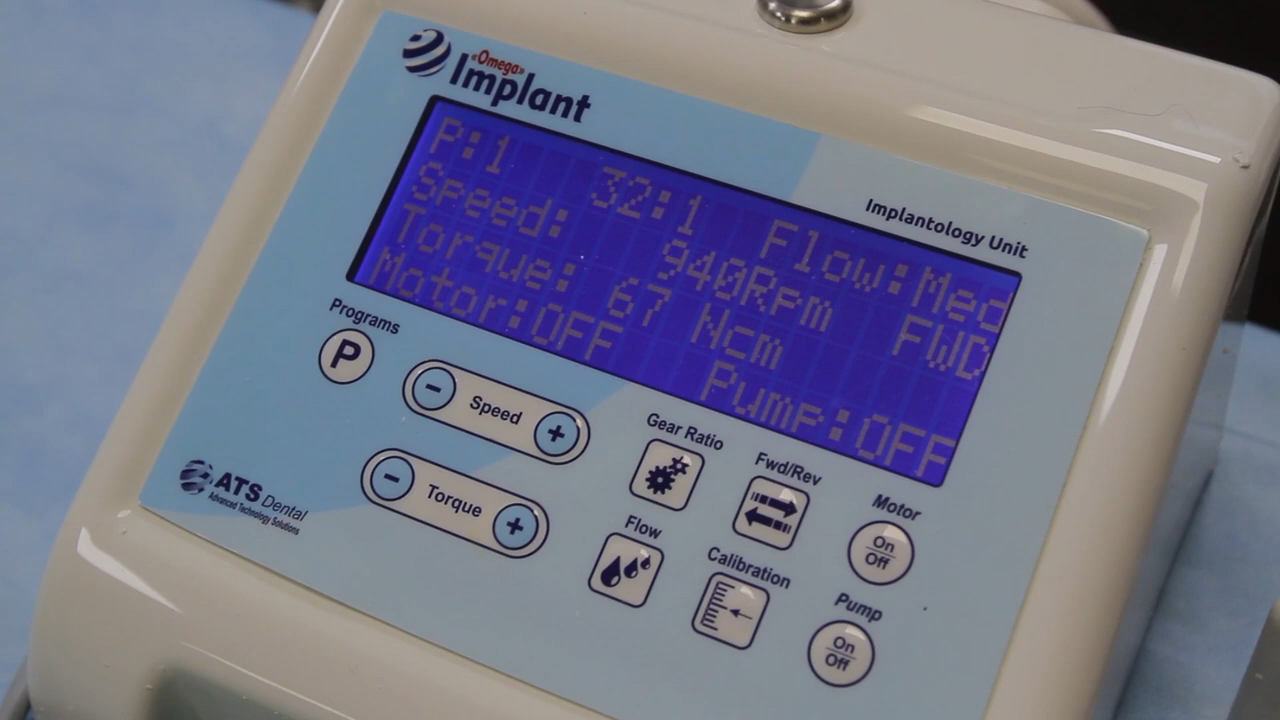 «Omega»
Implant
Implantology Unit
P:1 32:1 Flow:Med
Speed: 940Rpm FWD
Torque: 67 Ncm
Motor:OFF Pump:OFF
Programs
P
- Speed +
- Torque +
Gear Ratio
Fwd/Rev
Motor
On
Off
Flow
Calibration
Pump
On
Off
ATS Dental
Advanced Technology Solutions